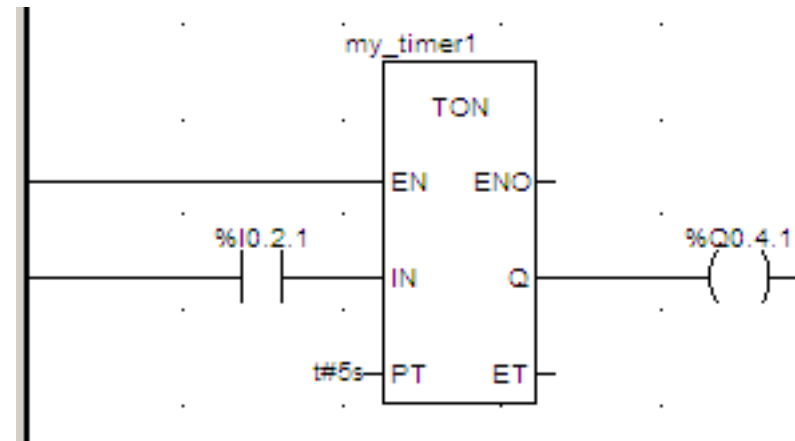 my_timer1
TON
EN ENO
%I0.2.1 %Q0.4.1
IN Q
t#5s PT ET